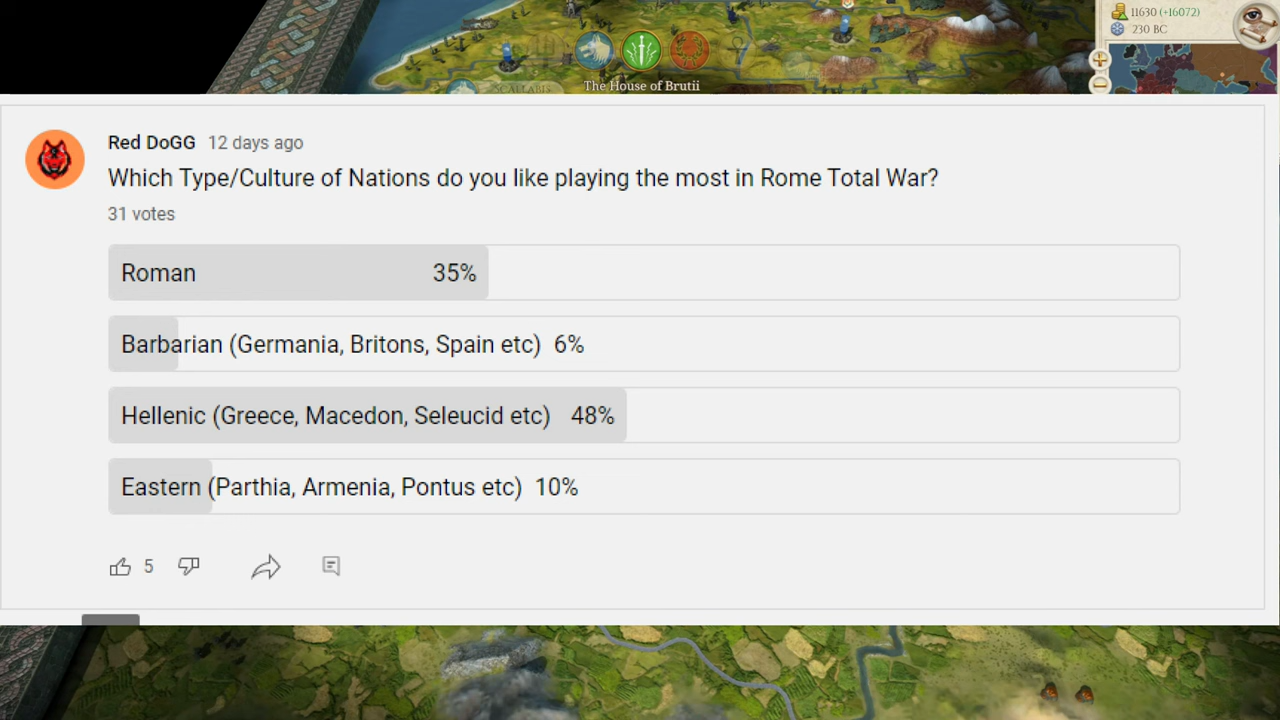 11630 (+16072)
230 BC
The House of Brutii
Red DoGG 12 days ago
Which Type/Culture of Nations do you like playing the most in Rome Total War?
31 votes
Roman 35%
Barbarian (Germania, Britons, Spain etc) 6%
Hellenic (Greece, Macedon, Seleucid etc) 48%
Eastern (Parthia, Armenia, Pontus etc) 10%
5